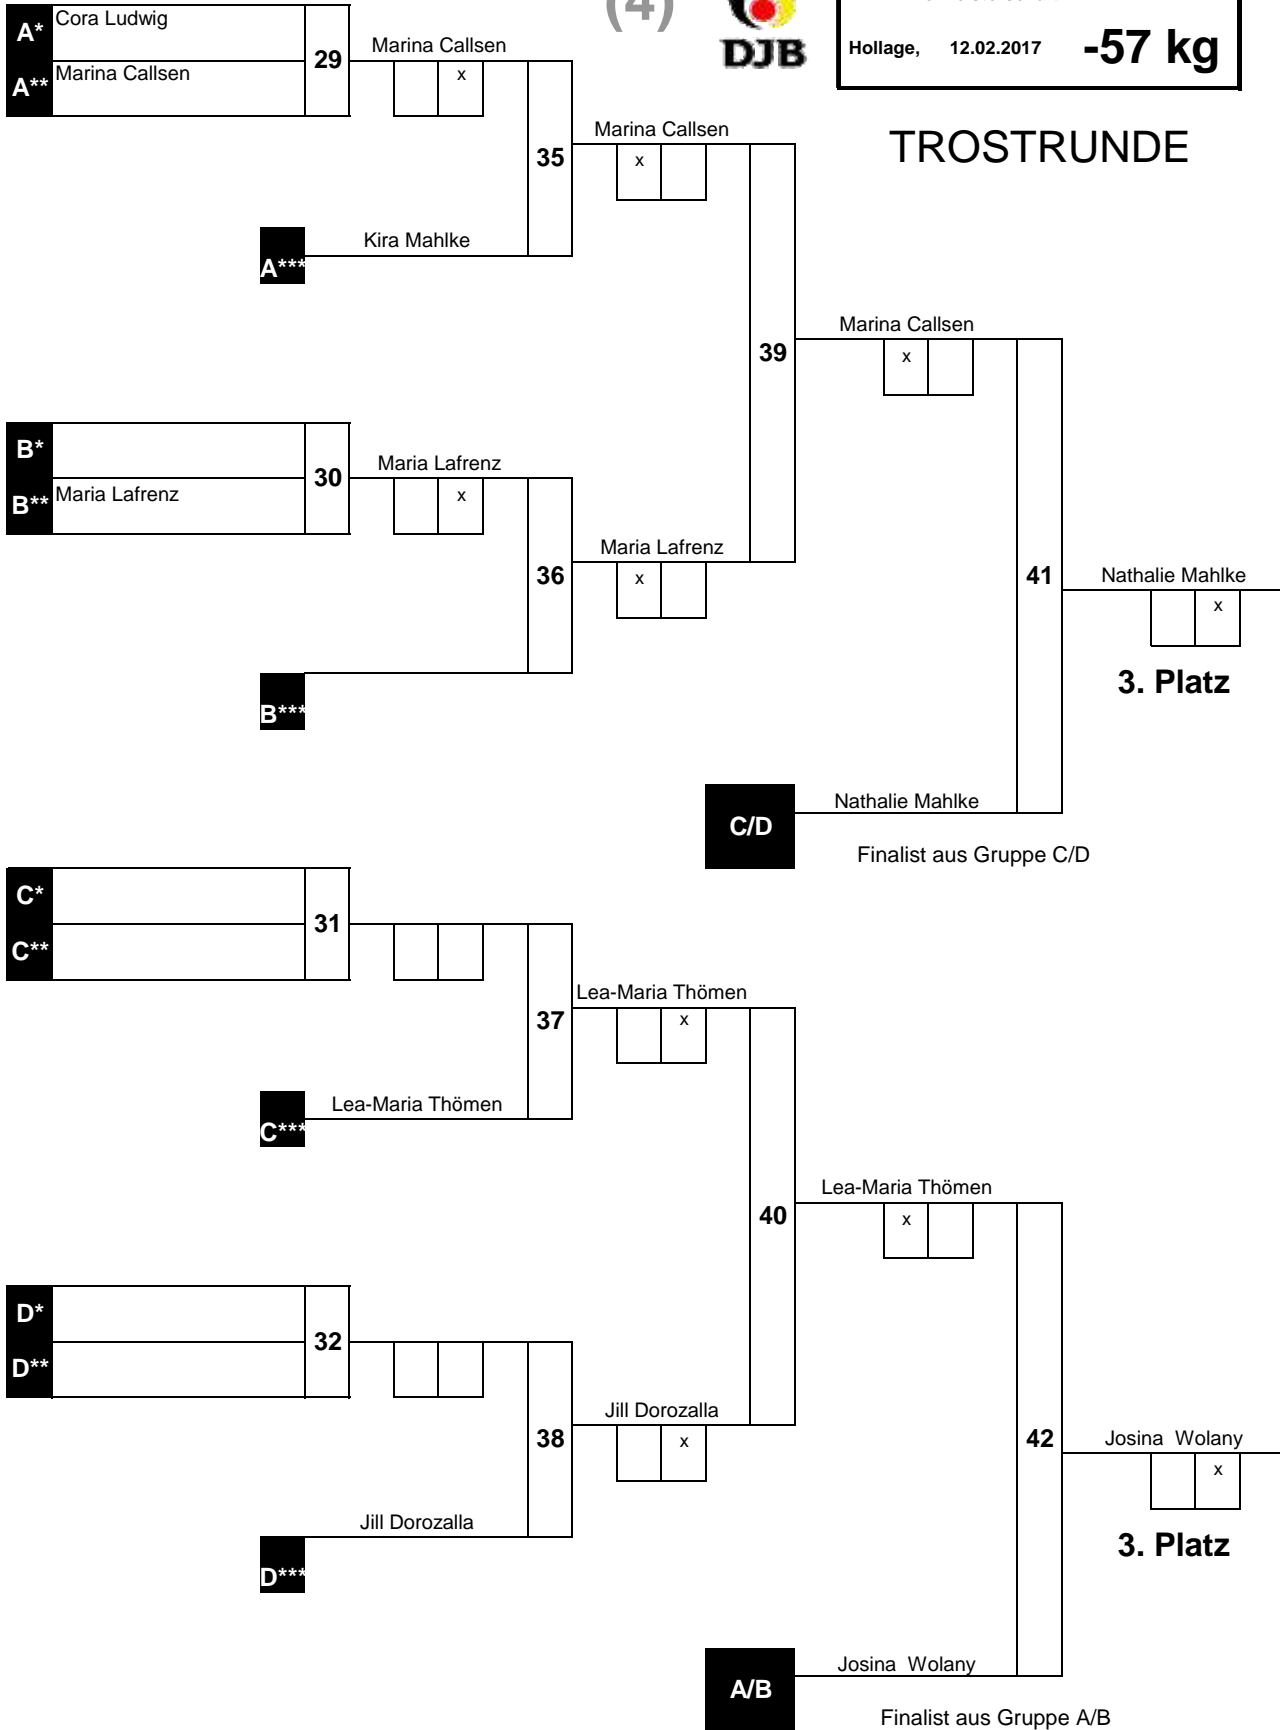 (4)
DJB
Hollage, 12.02.2017 -57 kg
TROSTRUNDE
A* Cora Ludwig
A** Marina Callsen
29
Marina Callsen
x
35
Marina Callsen
x
A***
Kira Mahlke
39
Marina Callsen
x
B*
B** Maria Lafrenz
30
Maria Lafrenz
x
36
Maria Lafrenz
x
B***
41
Nathalie Mahlke
x
3. Platz
C/D
Nathalie Mahlke
Finalist aus Gruppe C/D
C*
C**
31
37
Lea-Maria Thömen
x
C***
Lea-Maria Thömen
40
Lea-Maria Thömen
x
D*
D**
32
38
Jill Dorozalla
x
D***
Jill Dorozalla
42
Josina Wolany
x
3. Platz
A/B
Josina Wolany
Finalist aus Gruppe A/B